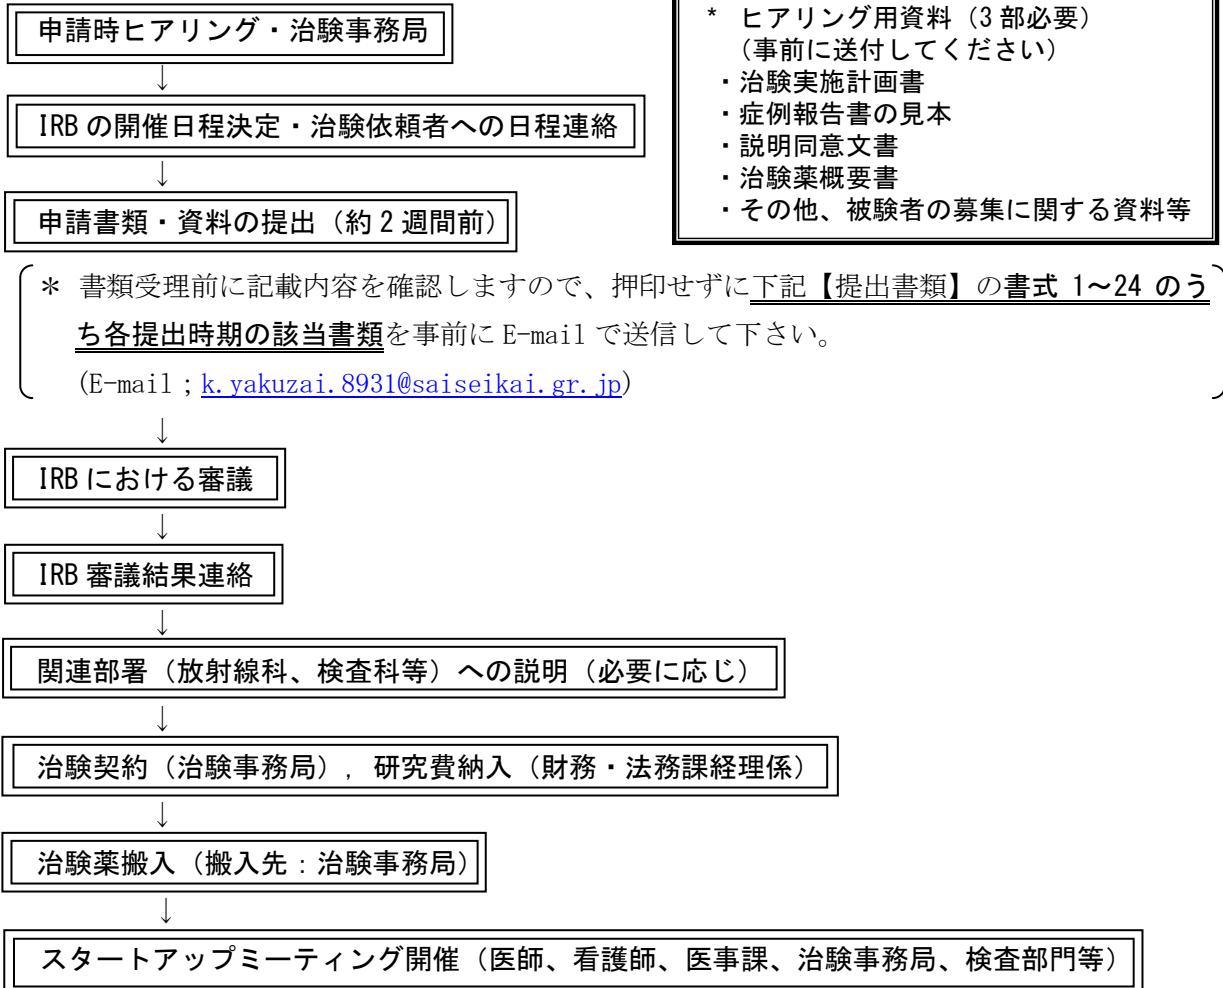 申請時ヒアリング・治験事務局
* ヒアリング用資料（3部必要）
（事前に送付してください）
・治験実施計画書
・症例報告書の見本
・説明同意文書
・治験薬概要書
・その他、被験者の募集に関する資料等
↓
IRBの開催日程決定・治験依頼者への日程連絡
↓
申請書類・資料の提出（約2週間前）
＊ 書類受理前に記載内容を確認しますので、押印せずに下記【提出書類】の書式 1～24 のう
ち各提出時期の該当書類を事前に E-mail で送信して下さい。
(E-mail；k.yakuzai.8931@saiseikai.gr.jp)
↓
IRBにおける審議
↓
IRB審議結果連絡
↓
関連部署（放射線科、検査科等）への説明（必要に応じ）
↓
治験契約（治験事務局）, 研究費納入（財務・法務課経理係）
↓
治験薬搬入（搬入先：治験事務局）
↓
スタートアップミーティング開催（医師、看護師、医事課、治験事務局、検査部門等）